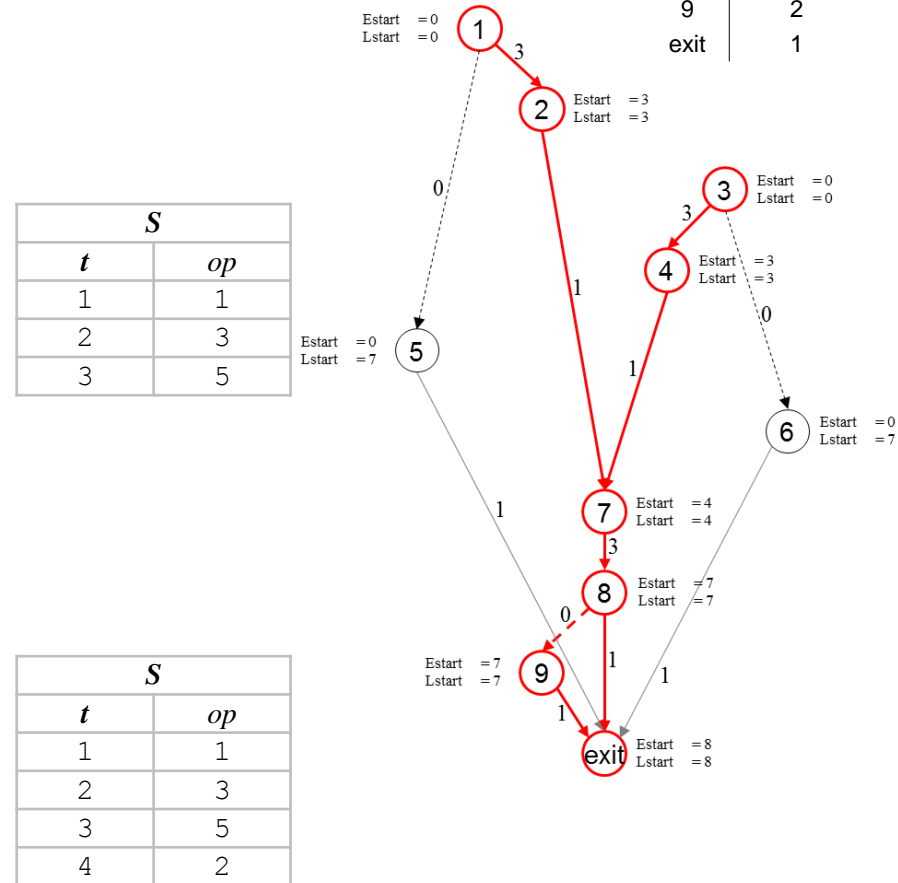 9 2
exit 1
Estart = 0
Lstart = 0
1
3
2
Estart = 3
Lstart = 3
0
3
Estart = 0
Lstart = 0
3
4
Estart = 3
Lstart = 3
1
0
1
S
t op
1 1
2 3
3 5
Estart = 0
Lstart = 7
5
6
Estart = 0
Lstart = 7
1
7
Estart = 4
Lstart = 4
3
8
Estart = 7
Lstart = 7
0
9
Estart = 7
Lstart = 7
1
1
1
exit
Estart = 8
Lstart = 8
S
t op
1 1
2 3
3 5
4 2